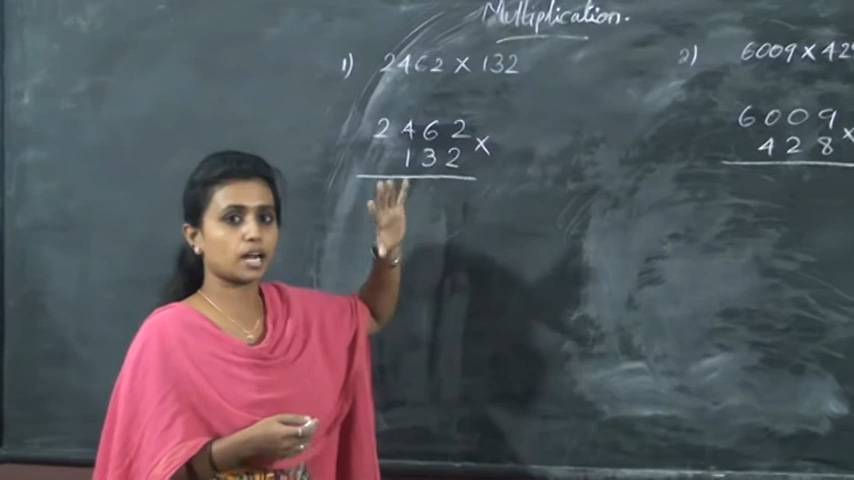 Multiplication.
1) 2462 x 132
2462 x
132
2) 6009 x 42
6009 x
428